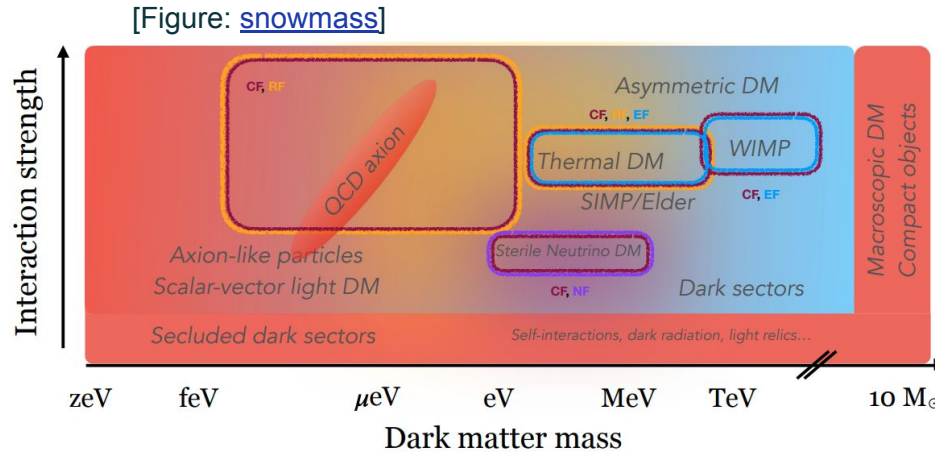 [Figure: snowmass]
Interaction strength
CF, RF
QCD axion
Asymmetric DM
CF, RF, EF
Thermal DM
WIMP
CF, EF
SIMP/Elder
Axion-like particles
Scalar-vector light DM
Sterile Neutrino DM
CF, NF
Dark sectors
Macroscopic DM
Compact objects
Secluded dark sectors
Self-interactions, dark radiation, light relics...
zeV feV μeV eV MeV TeV 10 M☉
Dark matter mass